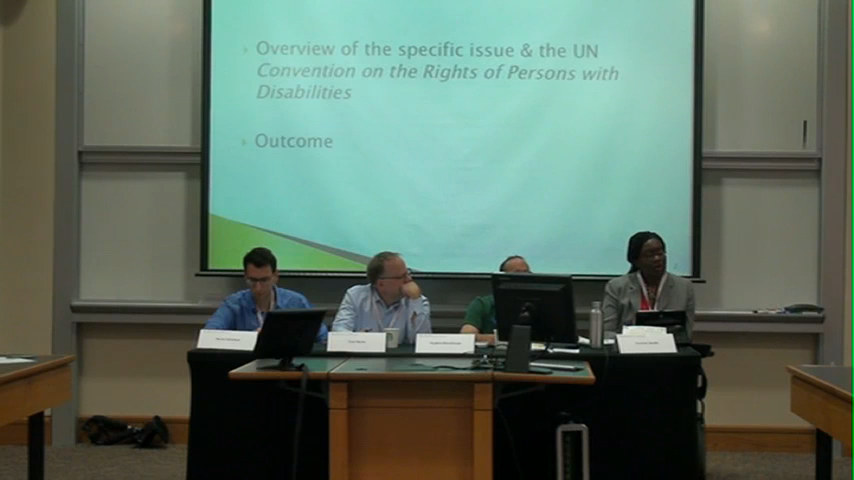 Overview of the specific issue & the UN
Convention on the Rights of Persons with
Disabilities
Outcome